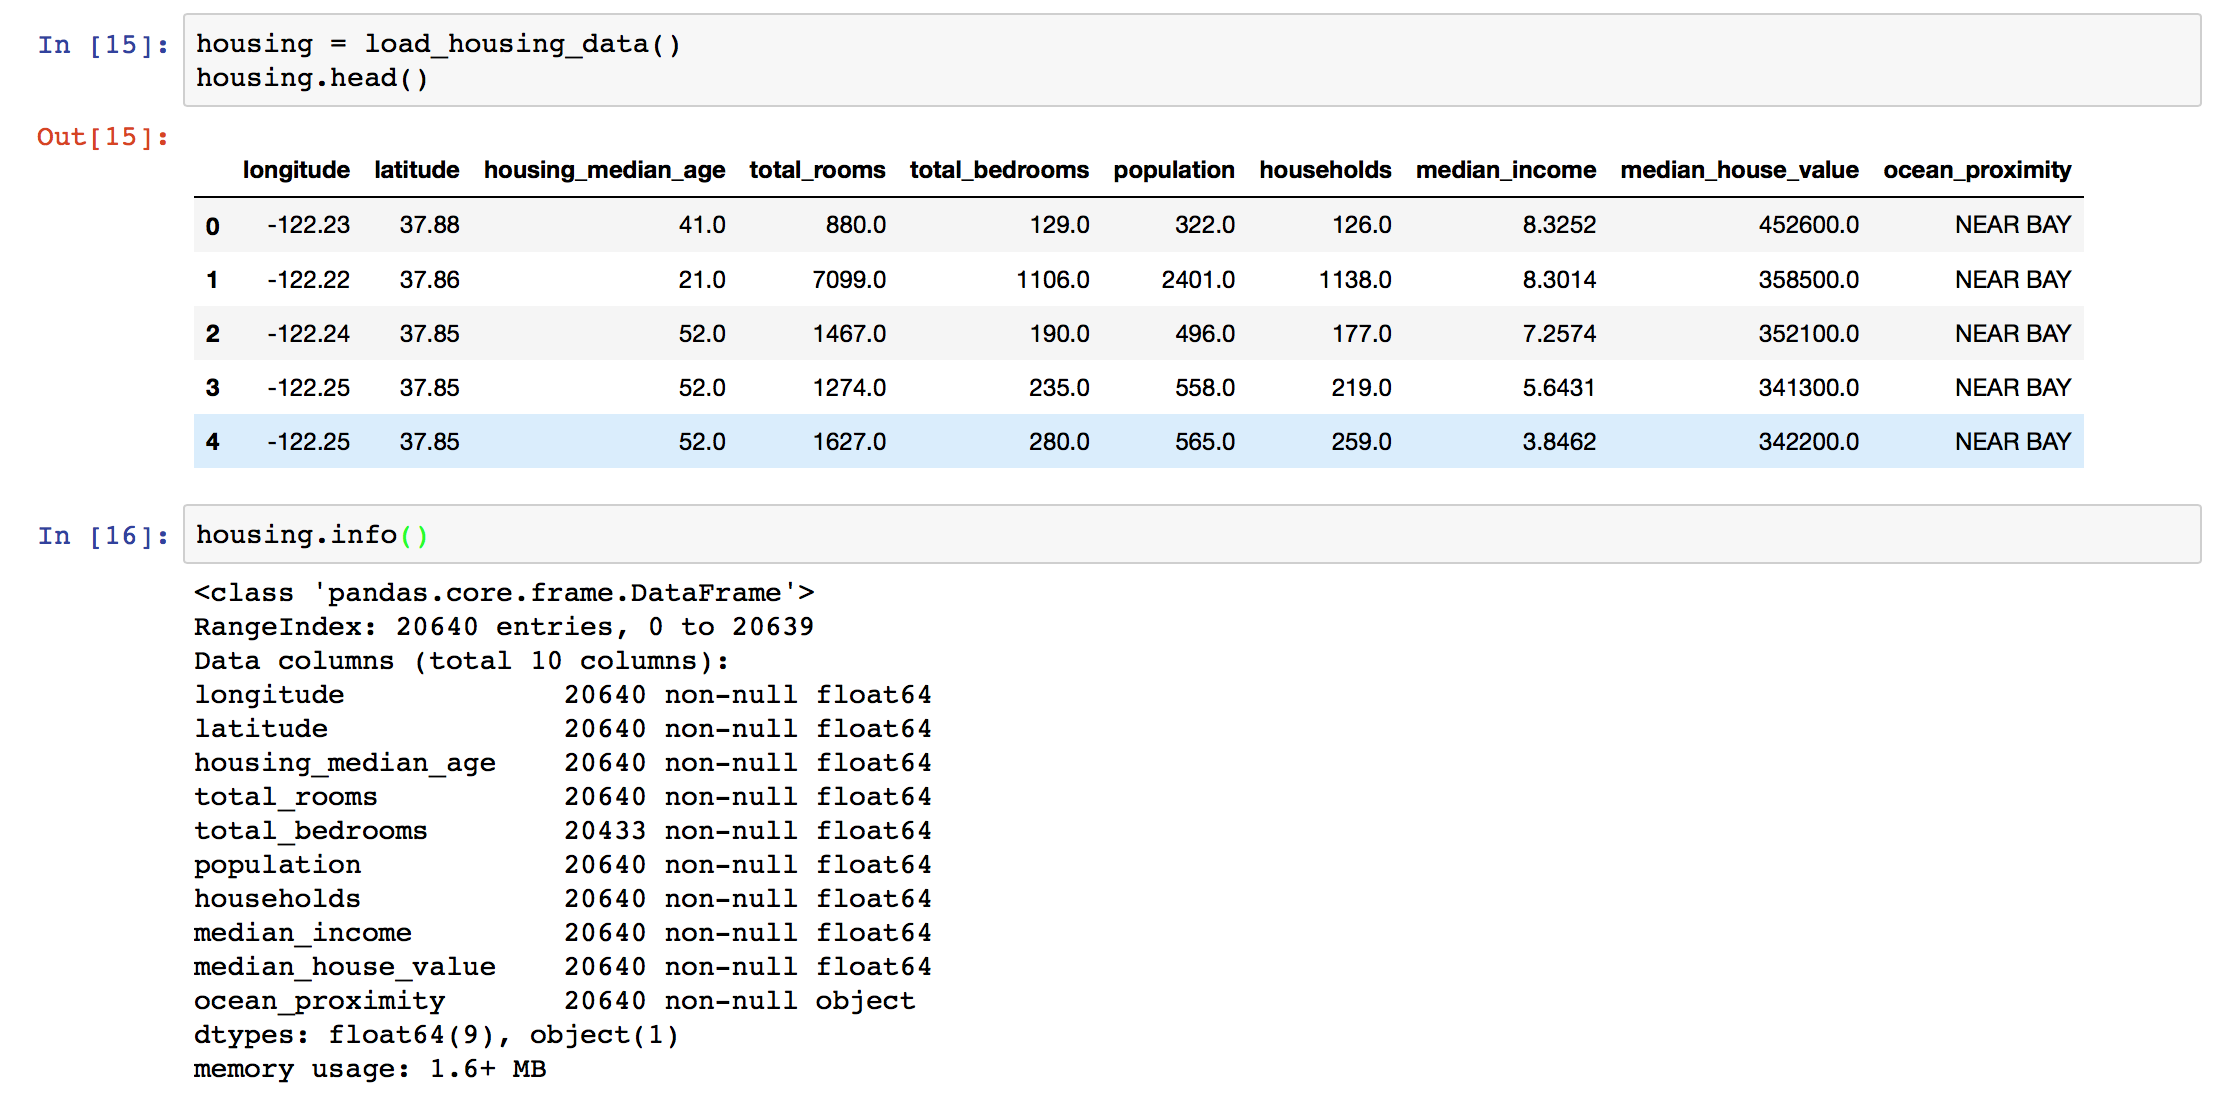 In [15]: housing = load_housing_data()
housing.head()
Out[15]:
longitude latitude housing_median_age total_rooms total_bedrooms population households median_income median_house_value ocean_proximity
0 -122.23 37.88 41.0 880.0 129.0 322.0 126.0 8.3252 452600.0 NEAR BAY
1 -122.22 37.86 21.0 7099.0 1106.0 2401.0 1138.0 8.3014 358500.0 NEAR BAY
2 -122.24 37.85 52.0 1467.0 190.0 496.0 177.0 7.2574 352100.0 NEAR BAY
3 -122.25 37.85 52.0 1274.0 235.0 558.0 219.0 5.6431 341300.0 NEAR BAY
4 -122.25 37.85 52.0 1627.0 280.0 565.0 259.0 3.8462 342200.0 NEAR BAY
In [16]: housing.info()
<class 'pandas.core.frame.DataFrame'>
RangeIndex: 20640 entries, 0 to 20639
Data columns (total 10 columns):
longitude 20640 non-null float64
latitude 20640 non-null float64
housing_median_age 20640 non-null float64
total_rooms 20640 non-null float64
total_bedrooms 20433 non-null float64
population 20640 non-null float64
households 20640 non-null float64
median_income 20640 non-null float64
median_house_value 20640 non-null float64
ocean_proximity 20640 non-null object
dtypes: float64(9), object(1)
memory usage: 1.6+ MB